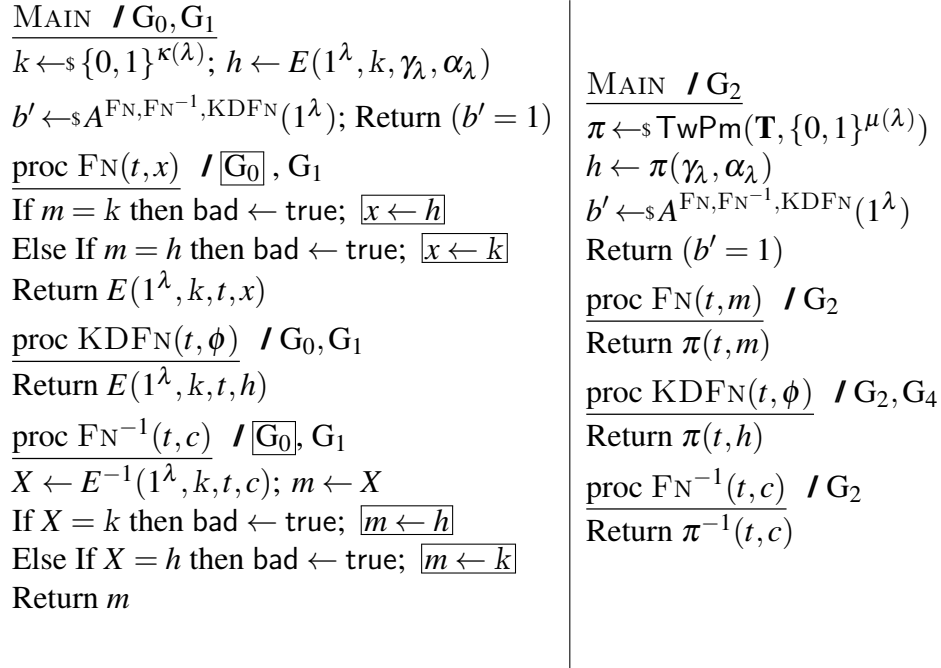 MAIN / G₀, G₁
k ←$ {0,1}^{κ(λ)}; h ← E(1^λ, k, γ_λ, α_λ)
b′ ←$ A^{FN,FN⁻¹,KDFN}(1^λ); Return (b′ = 1)
proc FN(t,x) / G₀, G₁
If m = k then bad ← true; x ← h
Else If m = h then bad ← true; x ← k
Return E(1^λ, k, t, x)
proc KDFN(t,ϕ) / G₀, G₁
Return E(1^λ, k, t, h)
proc FN⁻¹(t,c) / G₀, G₁
X ← E⁻¹(1^λ, k, t, c); m ← X
If X = k then bad ← true; m ← h
Else If X = h then bad ← true; m ← k
Return m
MAIN / G₂
π ←$ TwPm(T, {0,1}^{μ(λ)})
h ← π(γ_λ, α_λ)
b′ ←$ A^{FN,FN⁻¹,KDFN}(1^λ)
Return (b′ = 1)
proc FN(t,m) / G₂
Return π(t,m)
proc KDFN(t,ϕ) / G₂, G₄
Return π(t,h)
proc FN⁻¹(t,c) / G₂
Return π⁻¹(t,c)